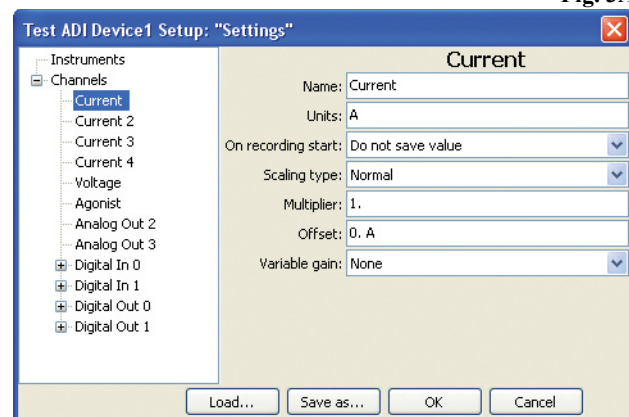 Test ADI Device1 Setup: "Settings"
Instruments
Channels
Current
Current 2
Current 3
Current 4
Voltage
Agonist
Analog Out 2
Analog Out 3
Digital In 0
Digital In 1
Digital Out 0
Digital Out 1
Current
Name: Current
Units: A
On recording start: Do not save value
Scaling type: Normal
Multiplier: 1.
Offset: 0. A
Variable gain: None
Load... Save as... OK Cancel